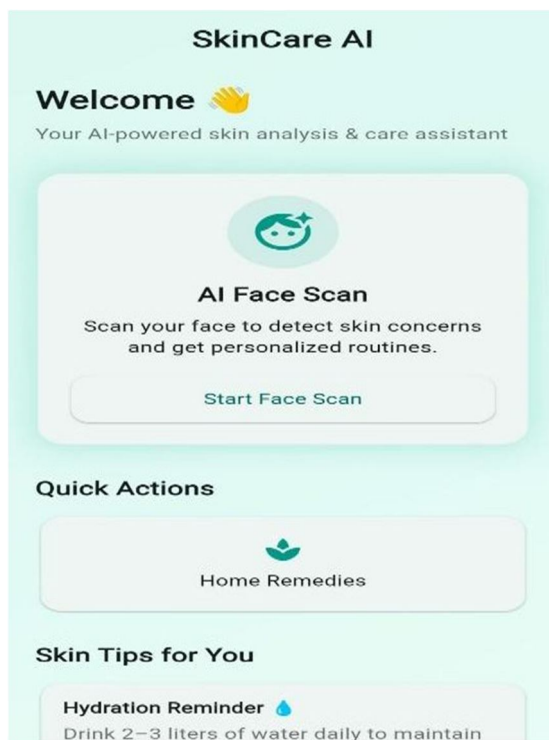 SkinCare AI
Welcome 👋
Your AI-powered skin analysis & care assistant
AI Face Scan
Scan your face to detect skin concerns
and get personalized routines.
Start Face Scan
Quick Actions
Home Remedies
Skin Tips for You
Hydration Reminder 💧
Drink 2–3 liters of water daily to maintain